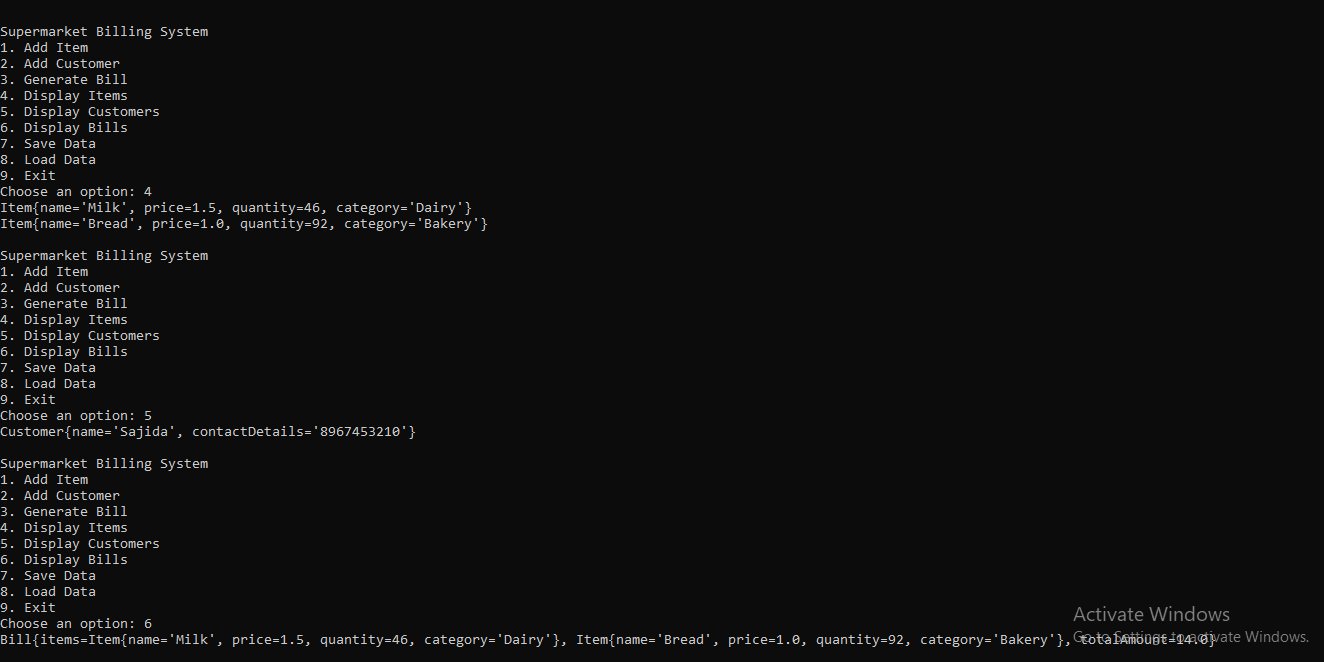 Supermarket Billing System
1. Add Item
2. Add Customer
3. Generate Bill
4. Display Items
5. Display Customers
6. Display Bills
7. Save Data
8. Load Data
9. Exit
Choose an option: 4
Item{name='Milk', price=1.5, quantity=46, category='Dairy'}
Item{name='Bread', price=1.0, quantity=92, category='Bakery'}
Supermarket Billing System
1. Add Item
2. Add Customer
3. Generate Bill
4. Display Items
5. Display Customers
6. Display Bills
7. Save Data
8. Load Data
9. Exit
Choose an option: 5
Customer{name='Sajida', contactDetails='8967453210'}
Supermarket Billing System
1. Add Item
2. Add Customer
3. Generate Bill
4. Display Items
5. Display Customers
6. Display Bills
7. Save Data
8. Load Data
9. Exit
Choose an option: 6
Bill{items=Item{name='Milk', price=1.5, quantity=46, category='Dairy'}, Item{name='Bread', price=1.0, quantity=92, category='Bakery'}, totalAmount=14.0}
Activate Windows
Go to Settings to activate Windows.